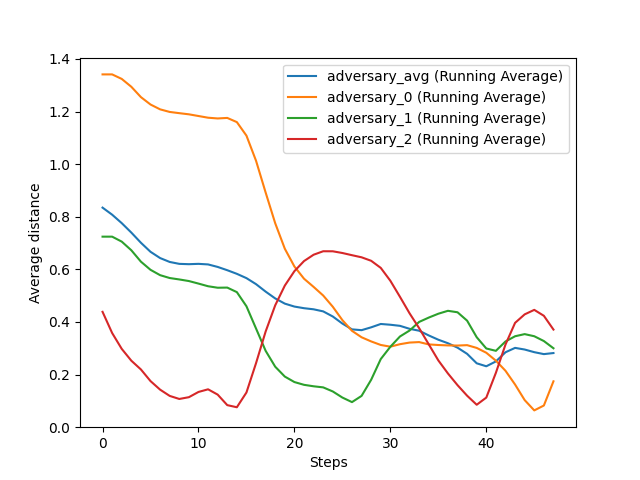 1.4
1.2
1.0
0.8
0.6
0.4
0.2
0.0
Average distance
adversary_avg (Running Average)
adversary_0 (Running Average)
adversary_1 (Running Average)
adversary_2 (Running Average)
0 10 20 30 40
Steps